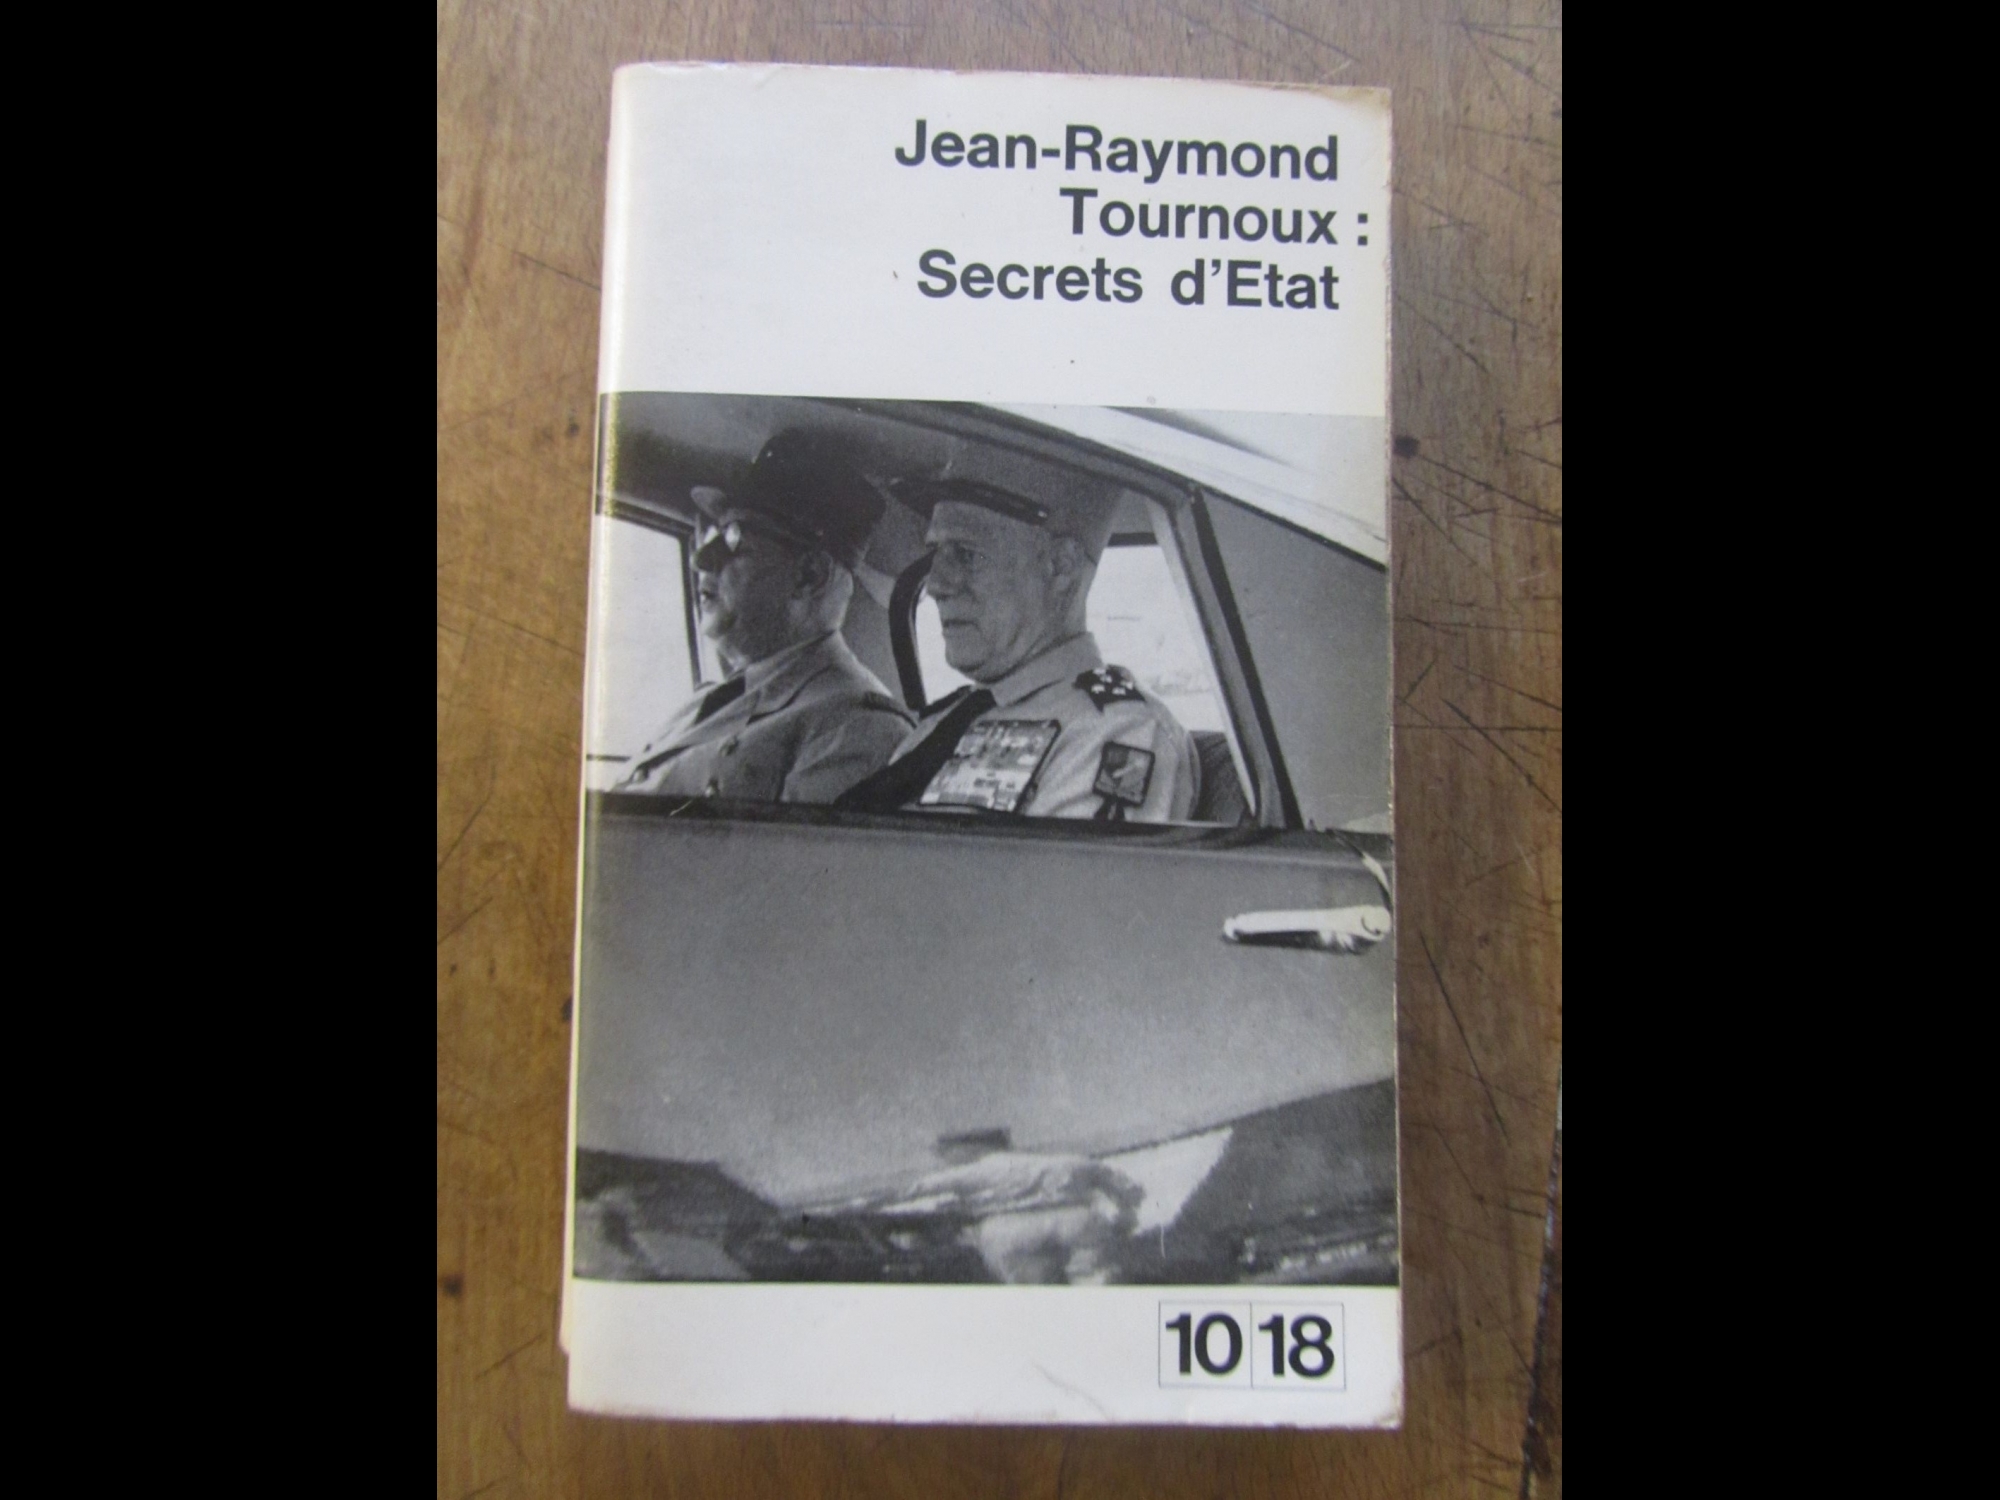 Jean-Raymond
Tournoux :
Secrets d'Etat
10 18